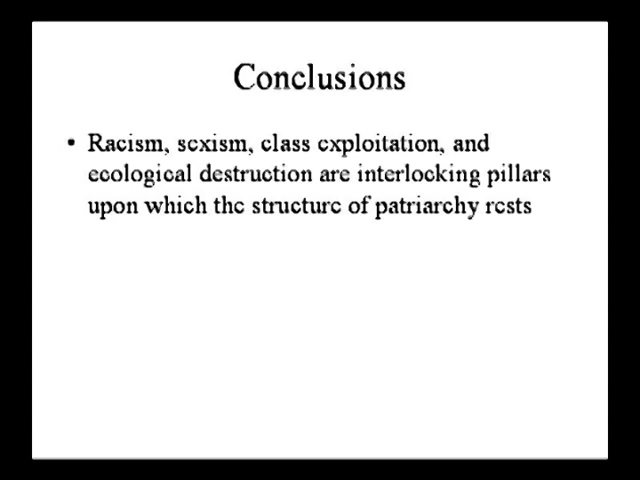 Conclusions
• Racism, sexism, class exploitation, and
ecological destruction are interlocking pillars
upon which the structure of patriarchy rests